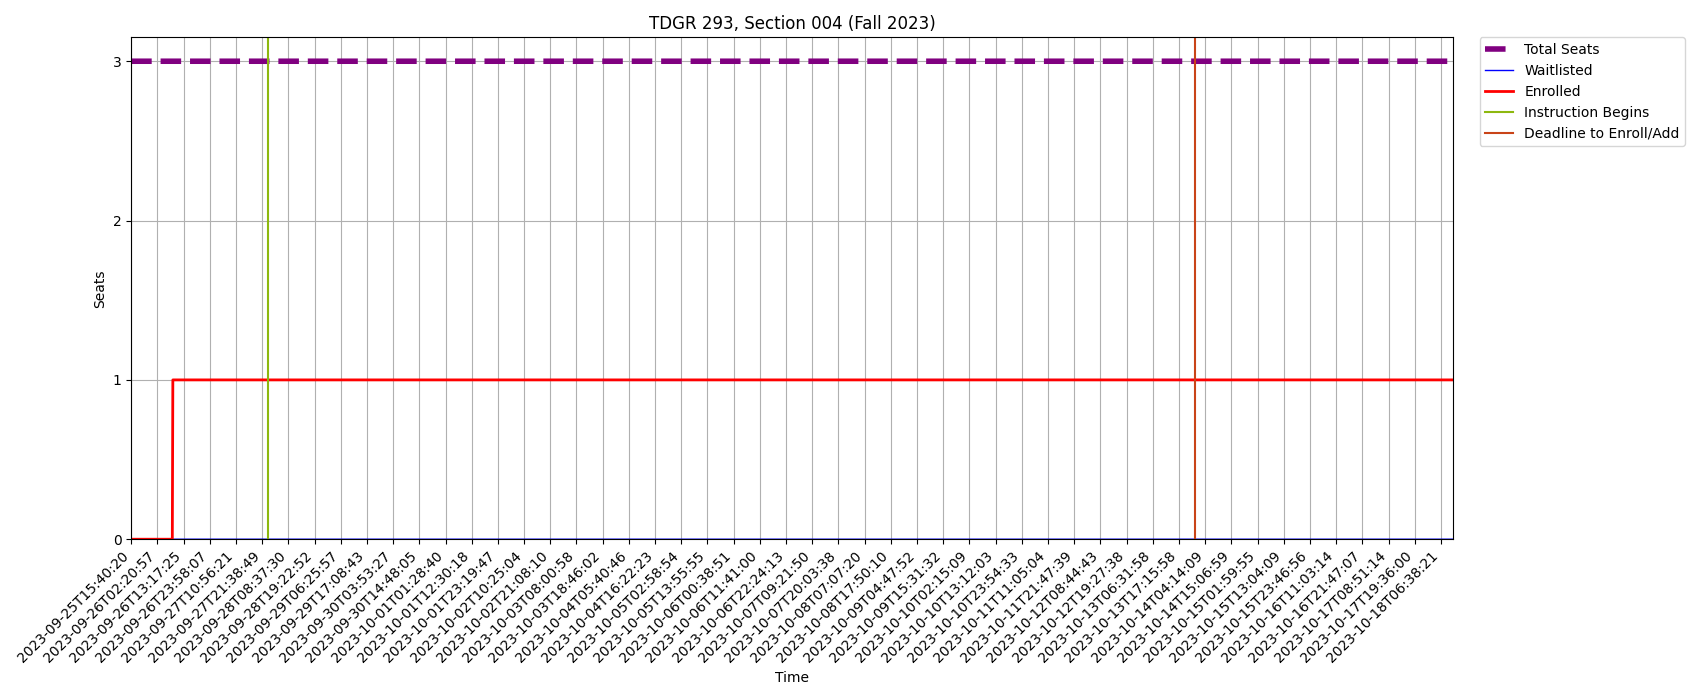 TDGR 293, Section 004 (Fall 2023)
Total Seats
Waitlisted
Enrolled
Instruction Begins
Deadline to Enroll/Add
Seats
3
2
1
0
2023-09-25T15:40:20
2023-09-26T02:20:57
2023-09-26T13:17:25
2023-09-26T23:58:07
2023-09-27T10:56:21
2023-09-27T21:38:49
2023-09-28T08:37:30
2023-09-28T19:22:52
2023-09-29T06:25:57
2023-09-29T17:08:43
2023-09-30T03:53:27
2023-09-30T14:48:05
2023-10-01T01:28:40
2023-10-01T12:30:18
2023-10-01T23:19:47
2023-10-02T10:25:04
2023-10-02T21:08:10
2023-10-03T08:00:58
2023-10-03T18:46:02
2023-10-04T05:40:46
2023-10-04T16:22:23
2023-10-05T02:58:54
2023-10-05T13:55:55
2023-10-06T00:38:51
2023-10-06T11:41:00
2023-10-06T22:24:13
2023-10-07T09:21:50
2023-10-07T20:03:38
2023-10-08T07:07:20
2023-10-08T17:50:10
2023-10-09T04:47:52
2023-10-09T15:31:32
2023-10-10T02:15:09
2023-10-10T13:12:03
2023-10-10T23:54:33
2023-10-11T11:05:04
2023-10-11T21:47:39
2023-10-12T08:44:43
2023-10-12T19:27:38
2023-10-13T06:31:58
2023-10-13T17:15:58
2023-10-14T04:14:09
2023-10-14T15:06:59
2023-10-15T01:59:55
2023-10-15T13:04:09
2023-10-15T23:46:56
2023-10-16T11:03:14
2023-10-16T21:47:07
2023-10-17T08:51:14
2023-10-17T19:36:00
2023-10-18T06:38:21
Time